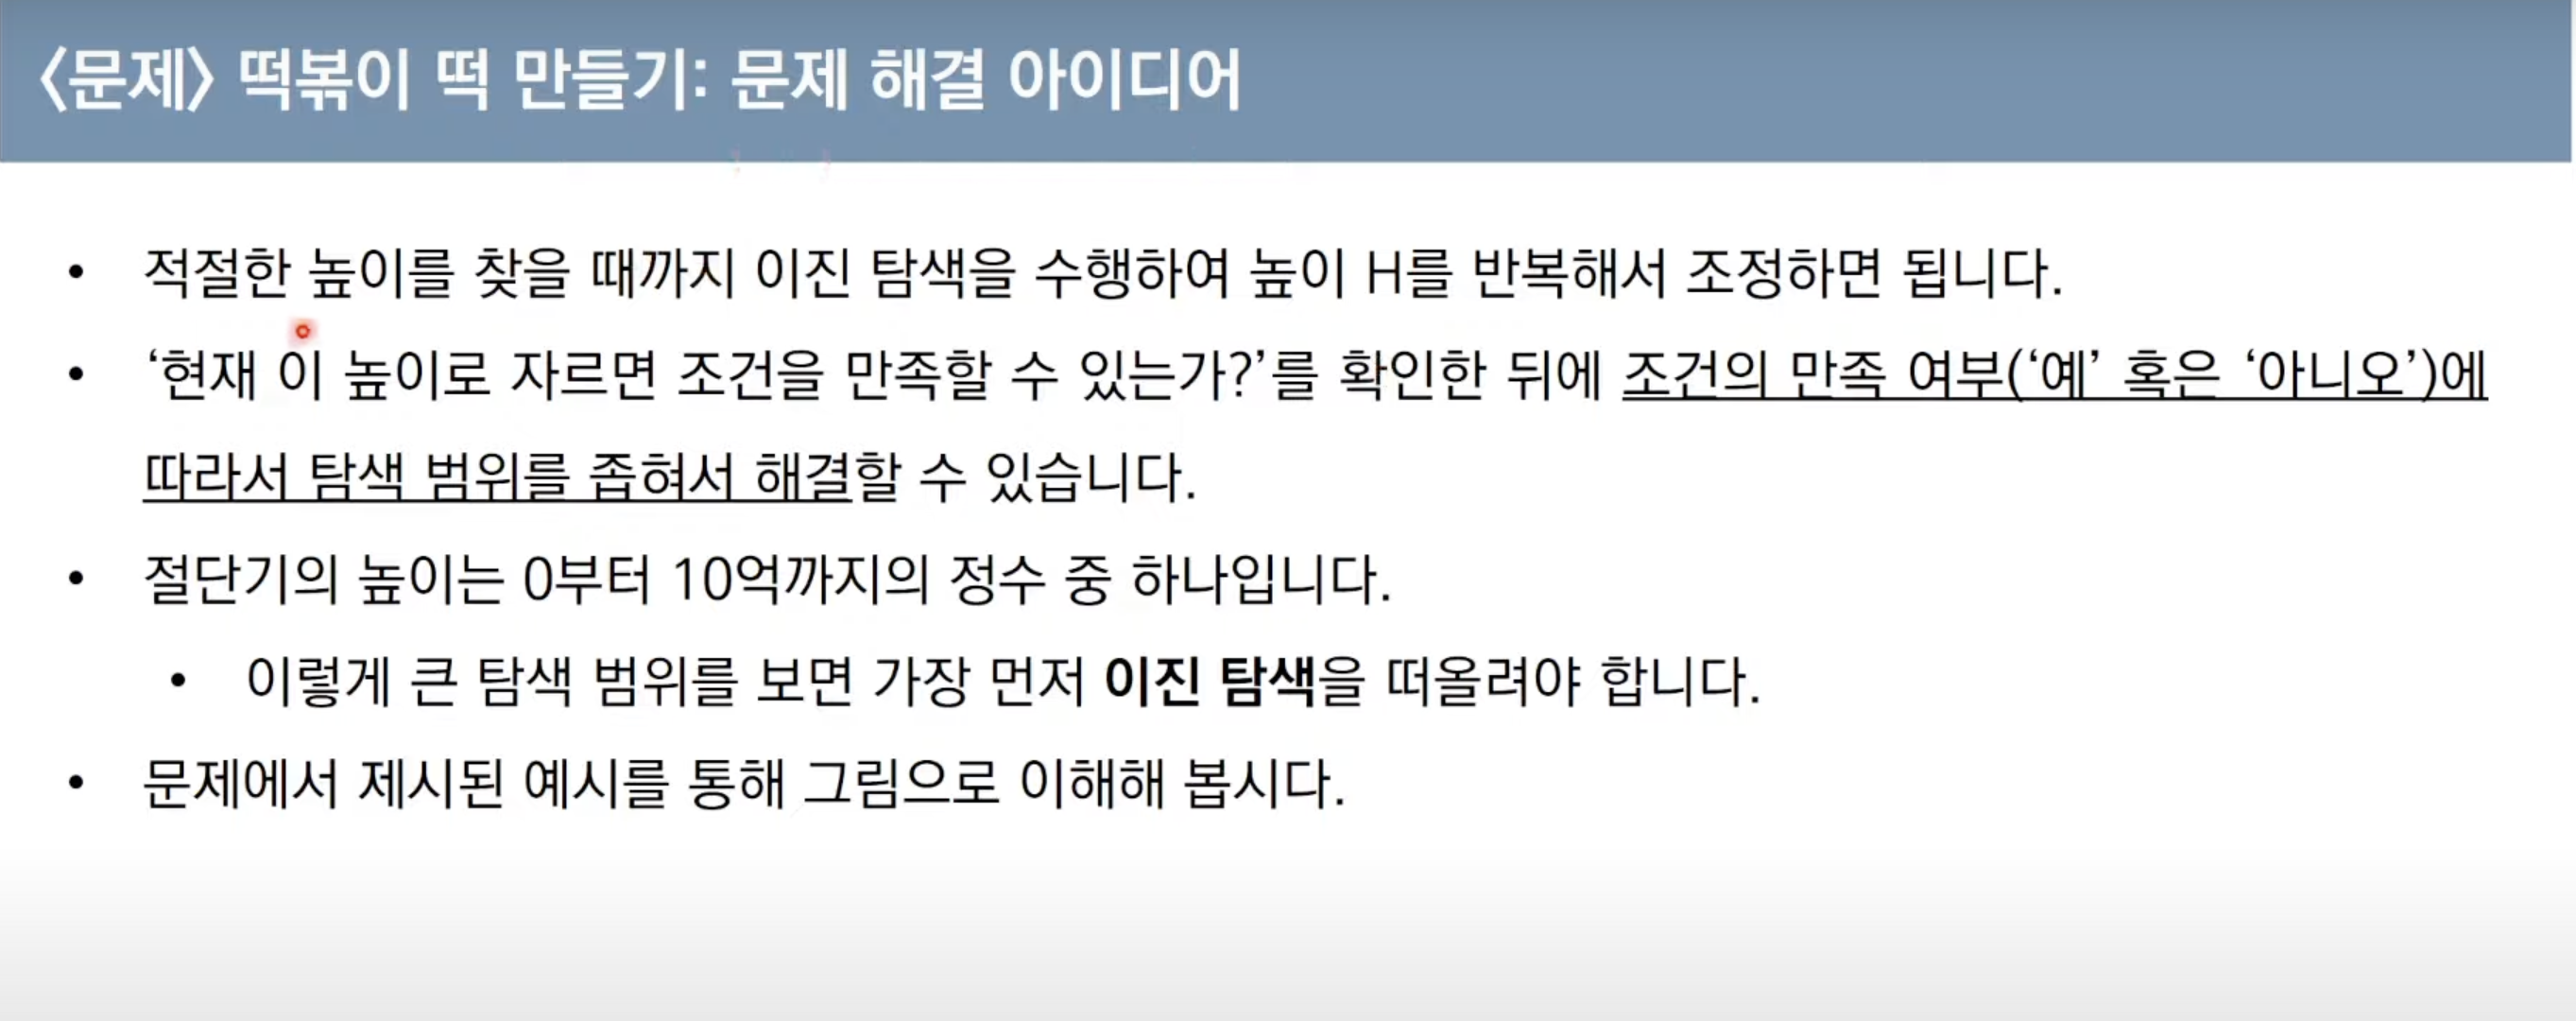 <문제> 떡볶이 떡 만들기: 문제 해결 아이디어
• 적절한 높이를 찾을 때까지 이진 탐색을 수행하여 높이 H를 반복해서 조정하면 됩니다.
• ‘현재 이 높이로 자르면 조건을 만족할 수 있는가?’를 확인한 뒤에 조건의 만족 여부(‘예’ 혹은 ‘아니오’)에
따라서 탐색 범위를 좁혀서 해결할 수 있습니다.
• 절단기의 높이는 0부터 10억까지의 정수 중 하나입니다.
• 이렇게 큰 탐색 범위를 보면 가장 먼저 이진 탐색을 떠올려야 합니다.
• 문제에서 제시된 예시를 통해 그림으로 이해해 봅시다.